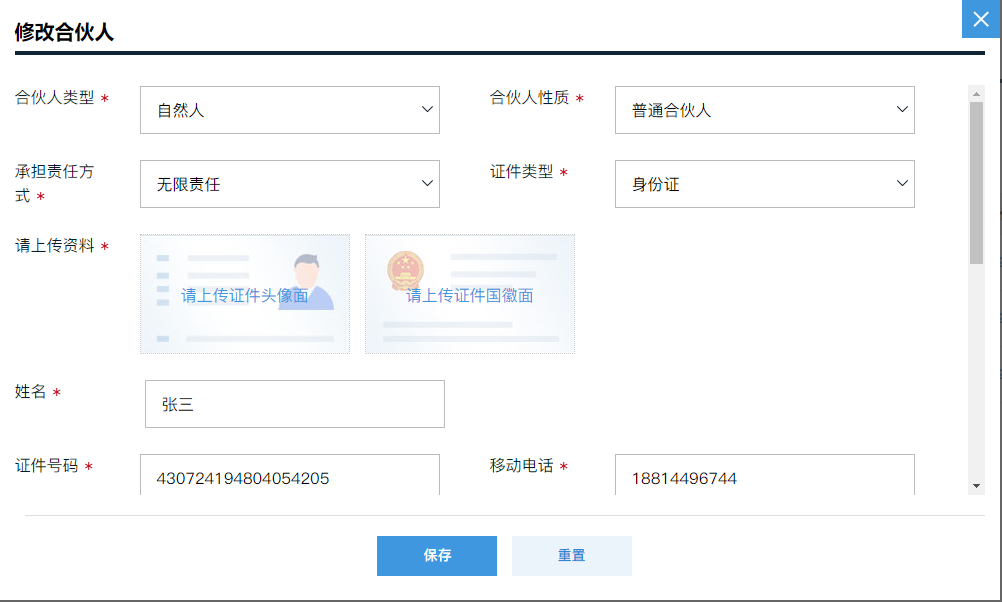 修改合伙人
合伙人类型 *
自然人
合伙人性质 *
普通合伙人
承担责任方
式 *
无限责任
证件类型 *
身份证
请上传资料 *
请上传证件头像面
请上传证件国徽面
姓名 *
张三
证件号码 *
430724194804054205
移动电话 *
18814496744
保存
重置